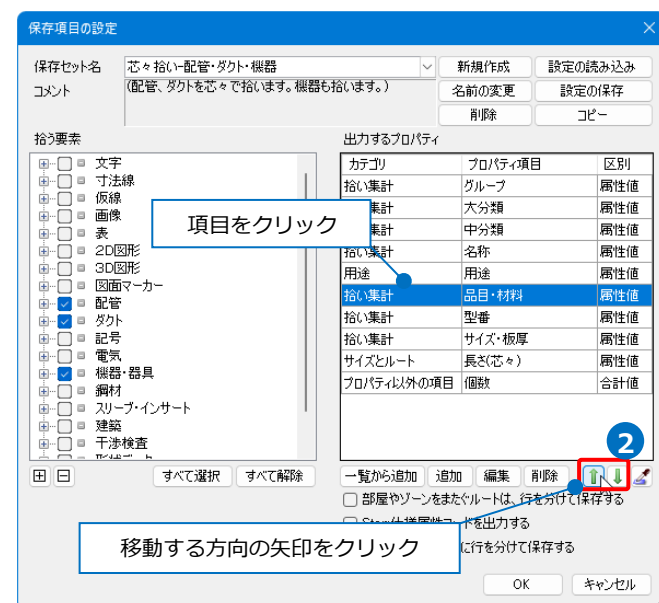 保存項目の設定
保存セット名 芯々拾い-配管・ダクト・機器 新規作成 設定の読み込み
コメント (配管、ダクトを芯々で拾います。機器も拾います。) 名前の変更 設定の保存
削除 コピー
拾う要素
文字
寸法線
仮線
画像
表
2D図形
3D図形
図面マーカー
配管
ダクト
記号
電気
機器・器具
鋼材
スリーブ・インサート
建築
干渉検査
すべて選択 すべて解除
出力するプロパティ
カテゴリ プロパティ項目 区別
拾い集計 グループ 属性値
集計 大分類 属性値
中分類 属性値
拾い集計 名称 属性値
用途 用途 属性値
拾い集計 品目・材料 属性値
拾い集計 型番 属性値
拾い集計 サイズ・板厚 属性値
サイズとルート 長さ(芯々) 属性値
プロパティ以外の項目 個数 合計値
項目をクリック
2
一覧から追加 追加 編集 削除
部屋やゾーンをまたぐルートは、行を分けて保存する
コードを出力する
に行を分けて保存する
移動する方向の矢印をクリック
OK キャンセル